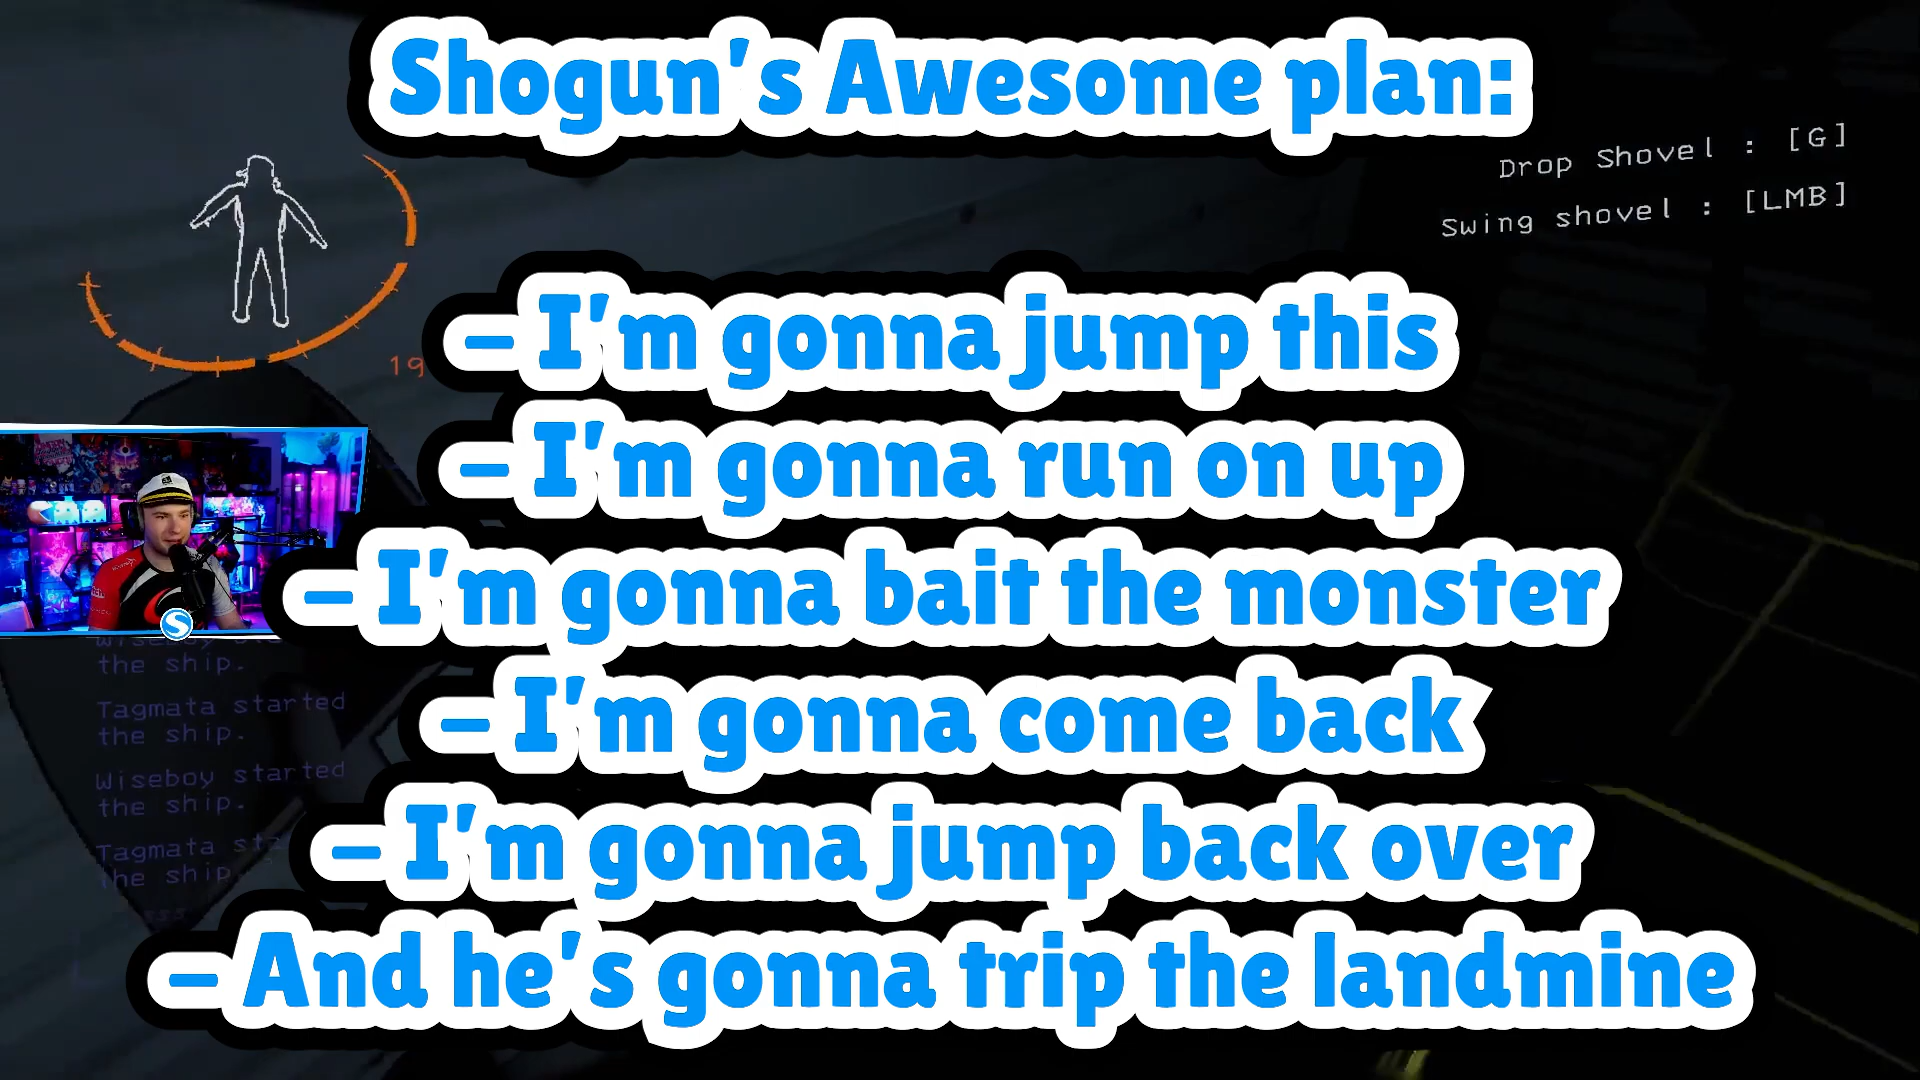 Shogun's Awesome plan:
Drop Shovel : [G]
Swing shovel : [LMB]
- I'm gonna jump this
19
- I'm gonna run on up
- I'm gonna bait the monster
the ship.
- I'm gonna come back
Tagmata started
the ship.
Wiseboy started
the ship.
- I'm gonna jump back over
Tagmata
the ship
- And he's gonna trip the landmine